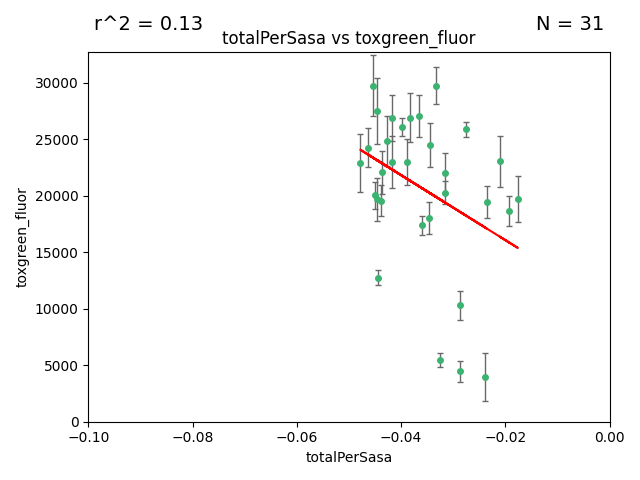 r^2 = 0.13
N = 31
totalPerSasa vs toxgreen_fluor
toxgreen_fluor
30000
25000
20000
15000
10000
5000
0
−0.10
−0.08
−0.06
−0.04
−0.02
0.00
totalPerSasa